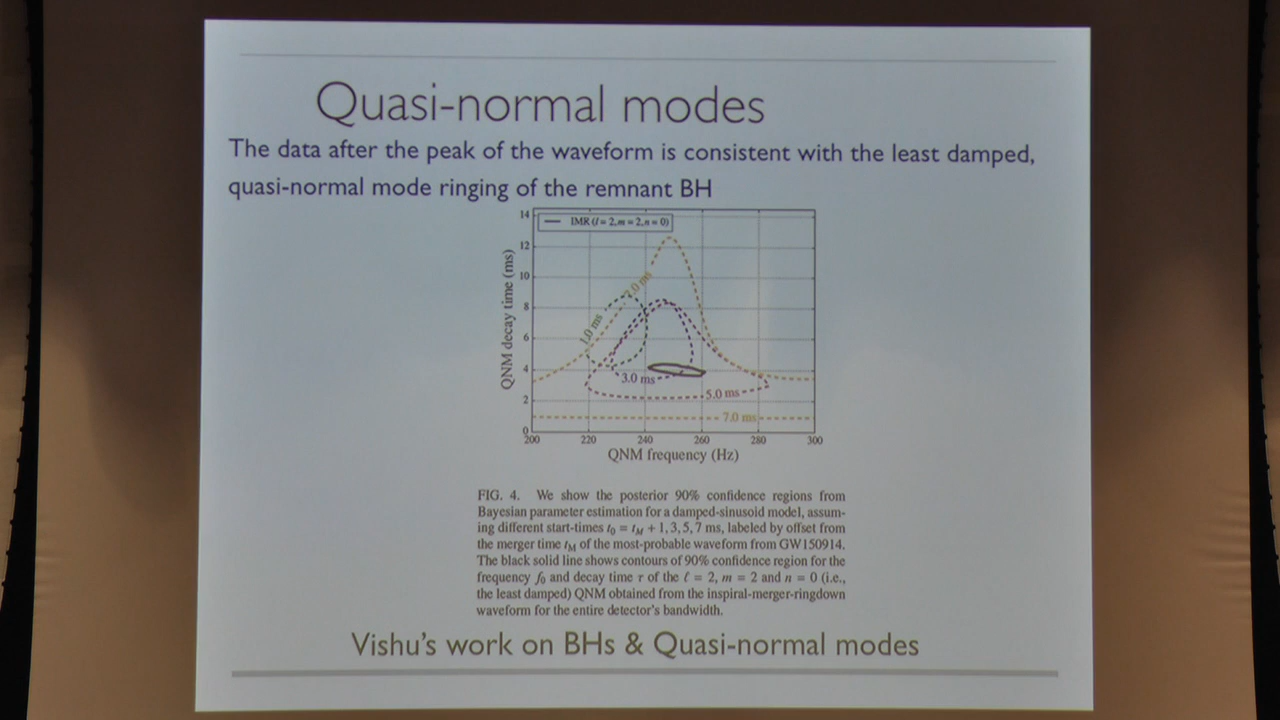 Quasi-normal modes
The data after the peak of the waveform is consistent with the least damped,
quasi-normal mode ringing of the remnant BH
14
IMR (l = 2, m = 2, n = 0)
12
10
8
6
4
2
0
QNM decay time (ms)
1.0 ms
2.0 ms
3.0 ms
5.0 ms
7.0 ms
200 220 240 260 280 300
QNM frequency (Hz)
FIG. 4. We show the posterior 90% confidence regions from
Bayesian parameter estimation for a damped-sinusoid model, assum-
ing different start-times t₀ = t_M + 1, 3, 5, 7 ms, labeled by offset from
the merger time t_M of the most-probable waveform from GW150914.
The black solid line shows contours of 90% confidence region for the
frequency f₀ and decay time τ of the ℓ = 2, m = 2 and n = 0 (i.e.,
the least damped) QNM obtained from the inspiral-merger-ringdown
waveform for the entire detector's bandwidth.
Vishu's work on BHs & Quasi-normal modes